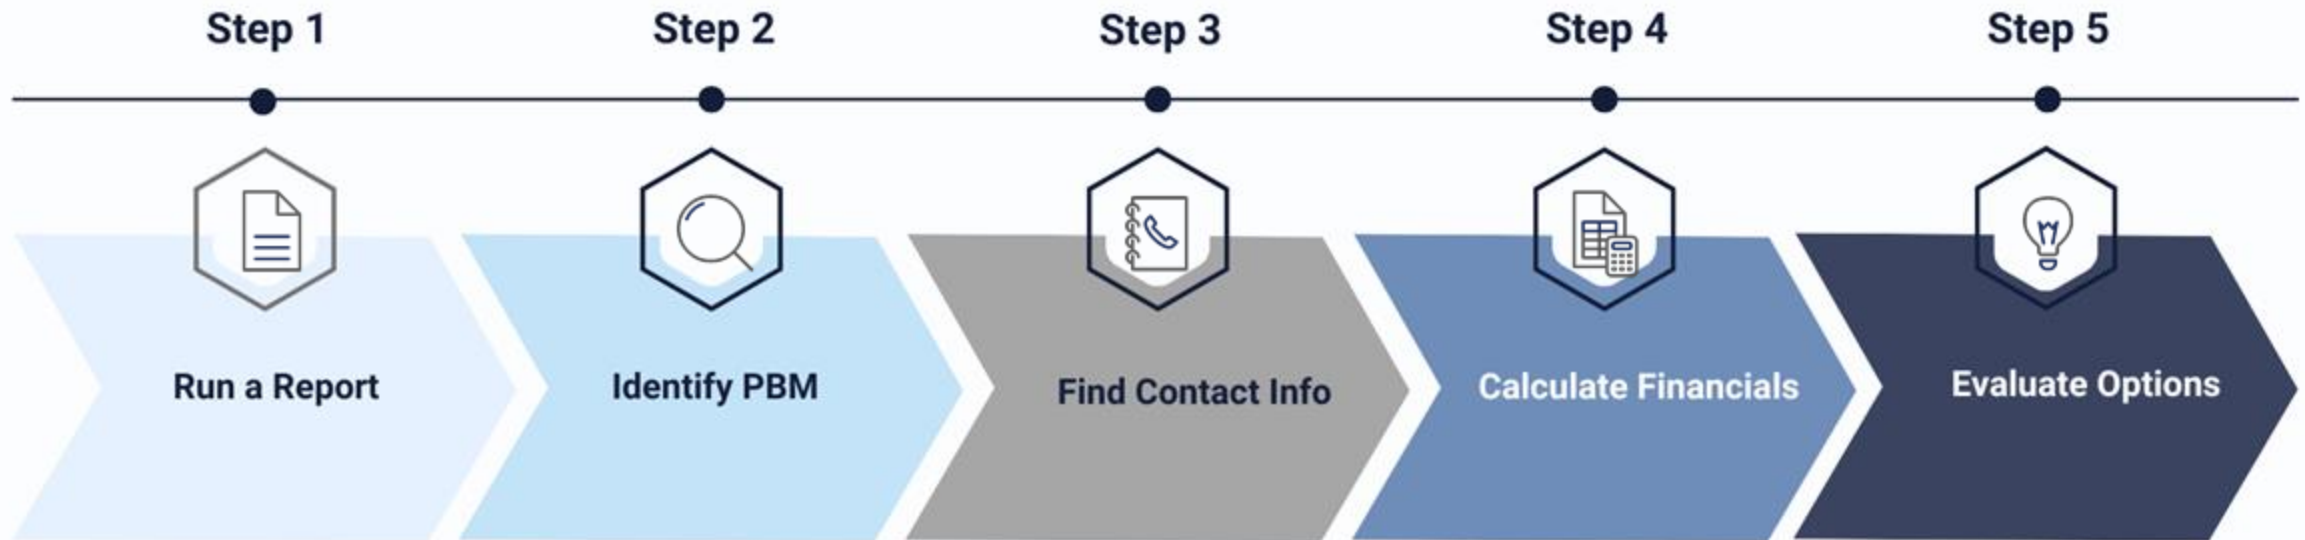 Step 1
Step 2
Step 3
Step 4
Step 5
Run a Report
Identify PBM
Find Contact Info
Calculate Financials
Evaluate Options